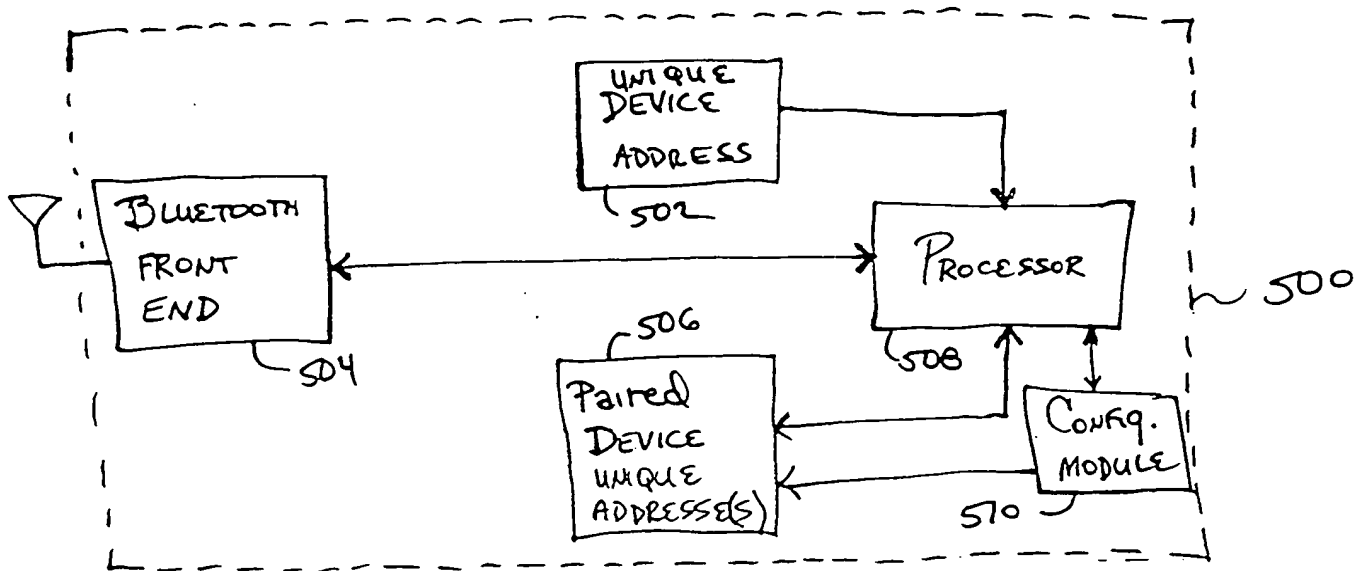 UNIQUE
DEVICE
ADDRESS
502
BLUETOOTH
FRONT
END
504
PROCESSOR
508
500
506
Paired
DEVICE
UNIQUE
ADDRESSE(S)
CONFIG.
MODULE
510